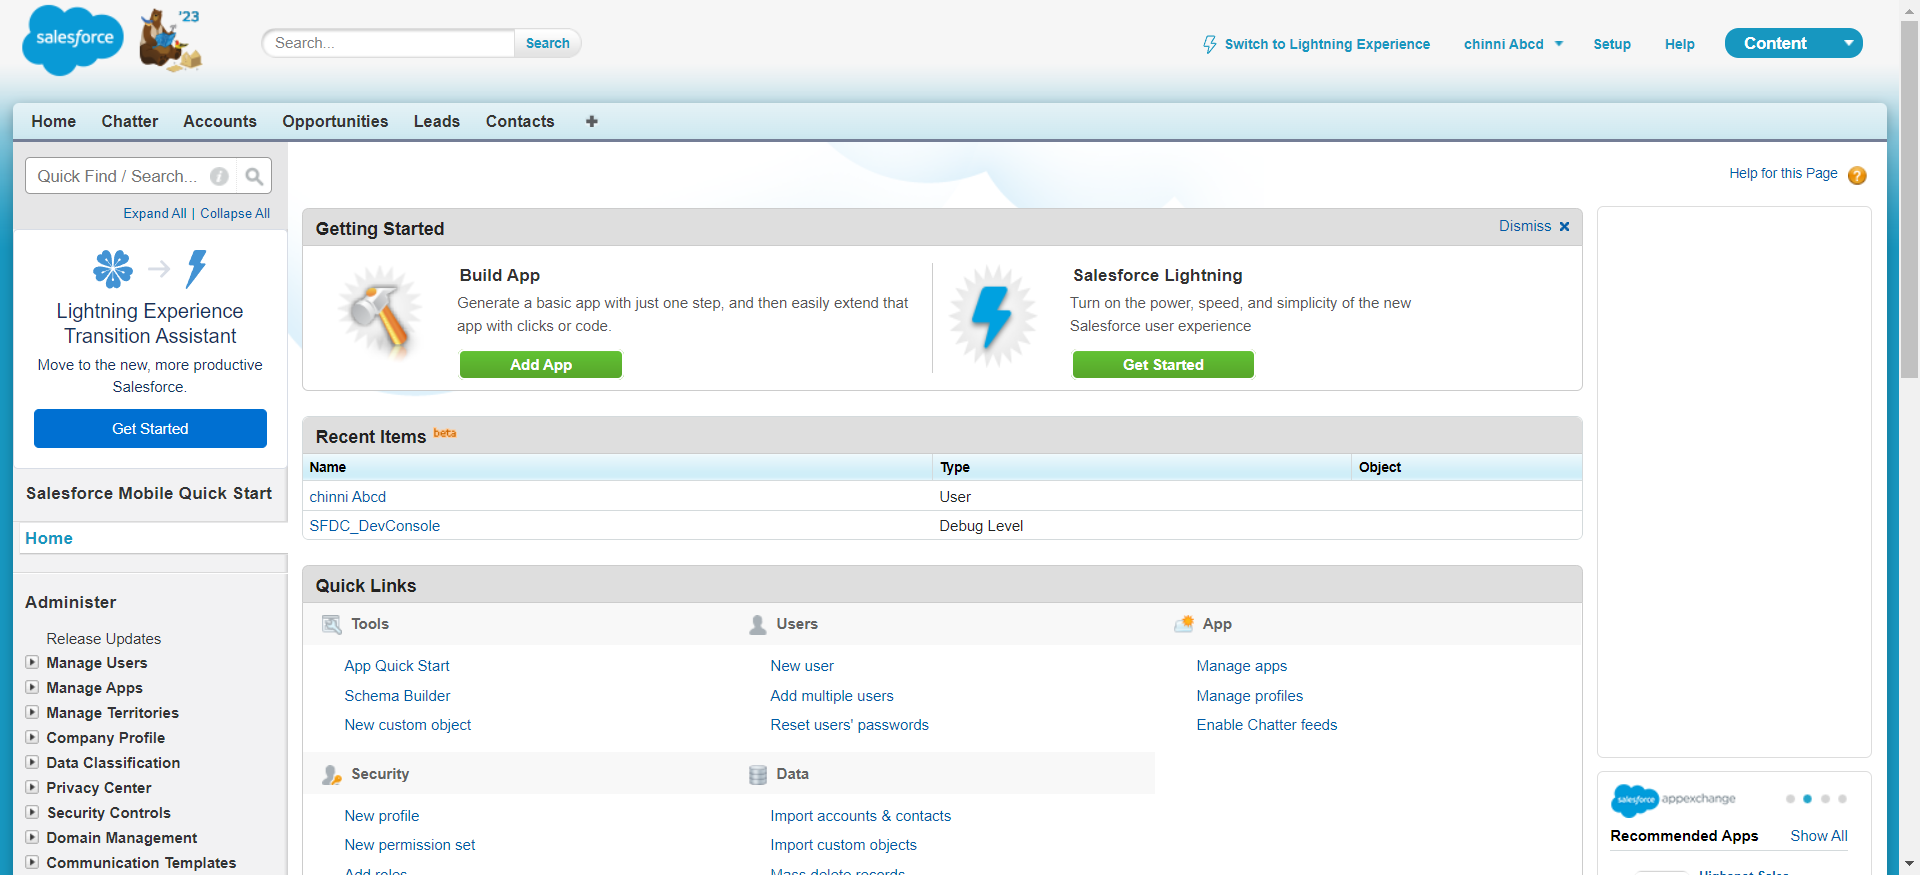 salesforce
'23
Search...
Search
Switch to Lightning Experience
chinni Abcd
Setup
Help
Content
Home
Chatter
Accounts
Opportunities
Leads
Contacts
+
Quick Find / Search...
Expand All | Collapse All
Lightning Experience
Transition Assistant
Move to the new, more productive
Salesforce.
Get Started
Salesforce Mobile Quick Start
Home
Administer
Release Updates
Manage Users
Manage Apps
Manage Territories
Company Profile
Data Classification
Privacy Center
Security Controls
Domain Management
Communication Templates
Help for this Page ?
Getting Started
Dismiss
Build App
Generate a basic app with just one step, and then easily extend that
app with clicks or code.
Add App
Salesforce Lightning
Turn on the power, speed, and simplicity of the new
Salesforce user experience
Get Started
Recent Items beta
Name
Type
Object
chinni Abcd
User
SFDC_DevConsole
Debug Level
Quick Links
Tools
App Quick Start
Schema Builder
New custom object
Users
New user
Add multiple users
Reset users' passwords
App
Manage apps
Manage profiles
Enable Chatter feeds
Security
New profile
New permission set
Add roles
Data
Import accounts & contacts
Import custom objects
Mass delete records
salesforce appexchange
Recommended Apps
Show All